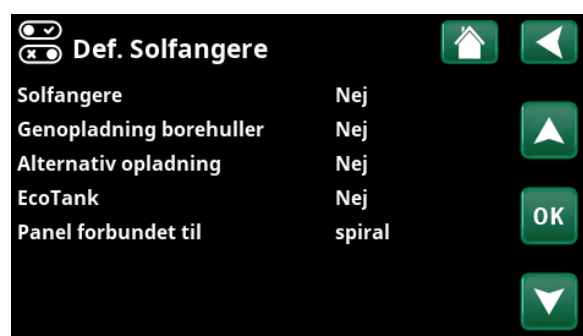 Def. Solfangere
Solfangere Nej
Genopladning borehuller Nej
Alternativ opladning Nej
EcoTank Nej
Panel forbundet til spiral
OK